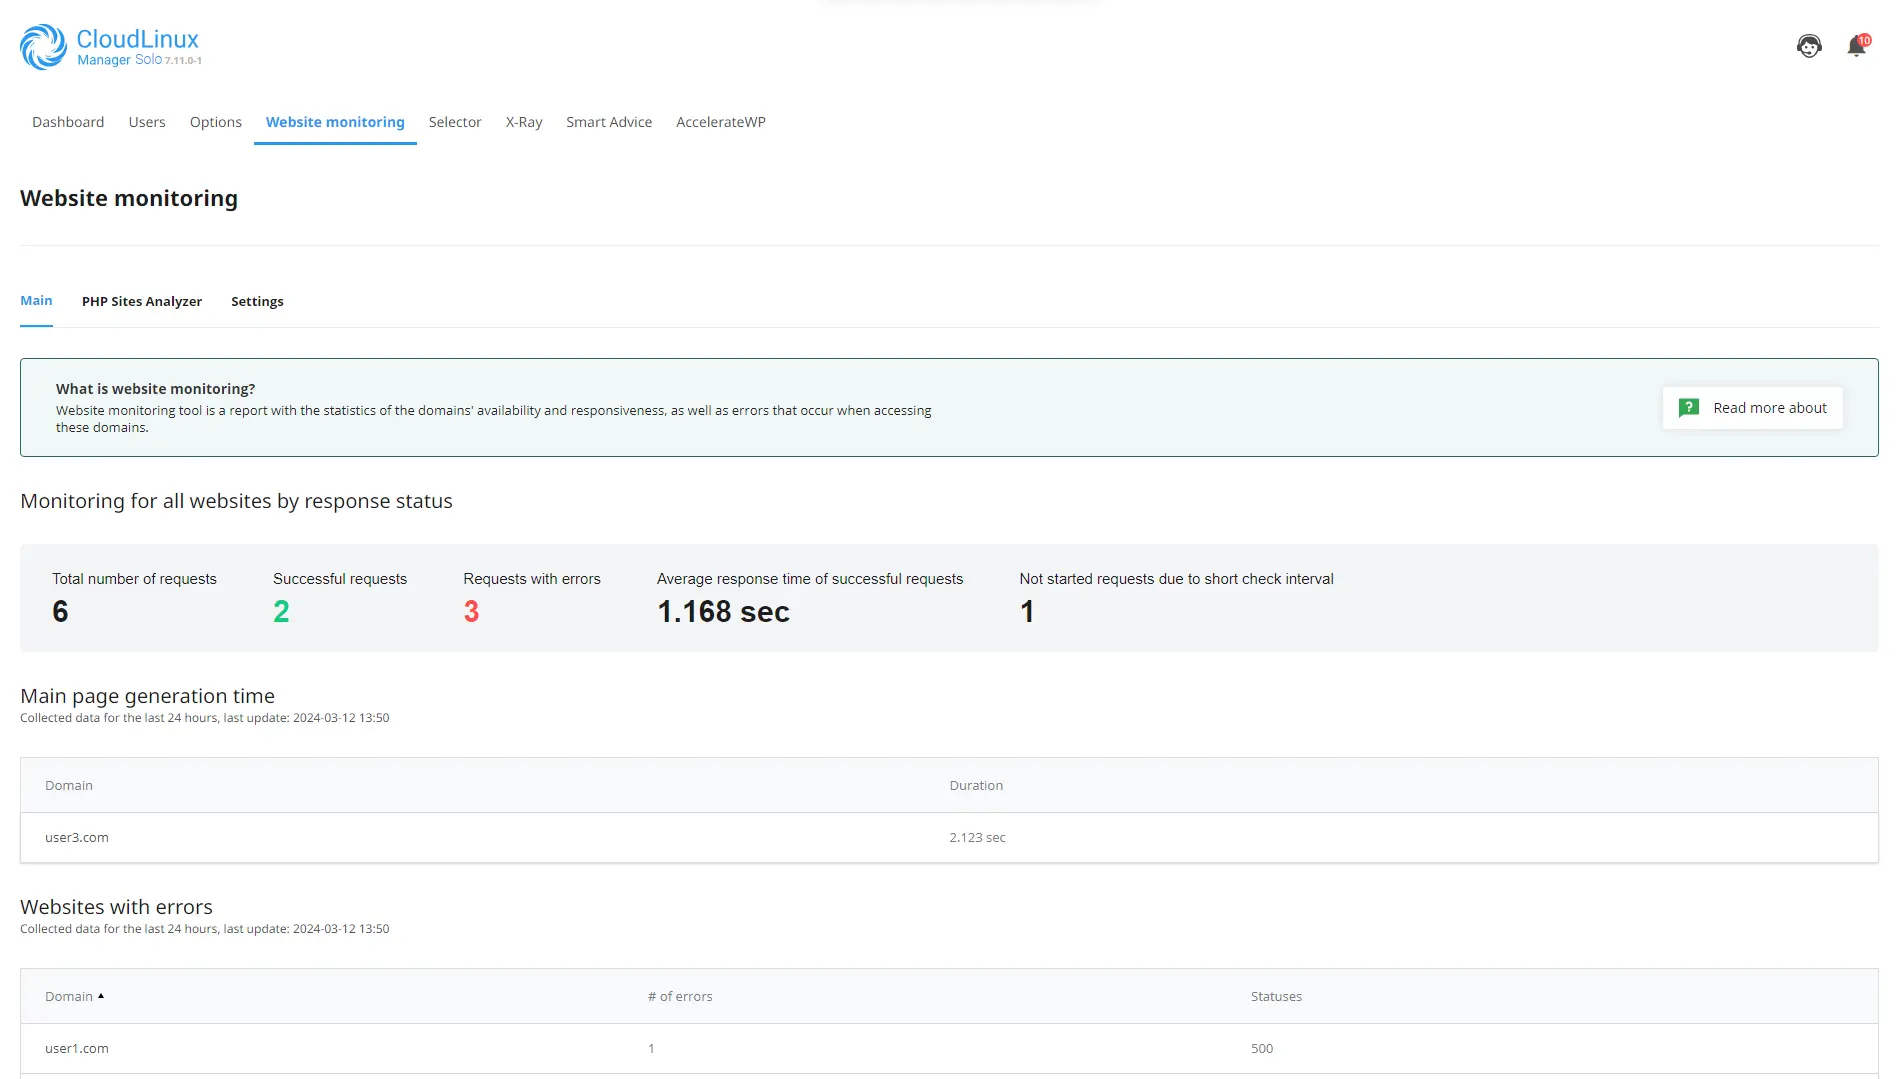 CloudLinux
Manager Solo 7.11.0-1
10
Dashboard Users Options Website monitoring Selector X-Ray Smart Advice AccelerateWP
Website monitoring
Main PHP Sites Analyzer Settings
What is website monitoring?
Website monitoring tool is a report with the statistics of the domains' availability and responsiveness, as well as errors that occur when accessing
these domains.
? Read more about
Monitoring for all websites by response status
Total number of requests Successful requests Requests with errors Average response time of successful requests Not started requests due to short check interval
6 2 3 1.168 sec 1
Main page generation time
Collected data for the last 24 hours, last update: 2024-03-12 13:50
Domain Duration
user3.com 2.123 sec
Websites with errors
Collected data for the last 24 hours, last update: 2024-03-12 13:50
Domain # of errors Statuses
user1.com 1 500